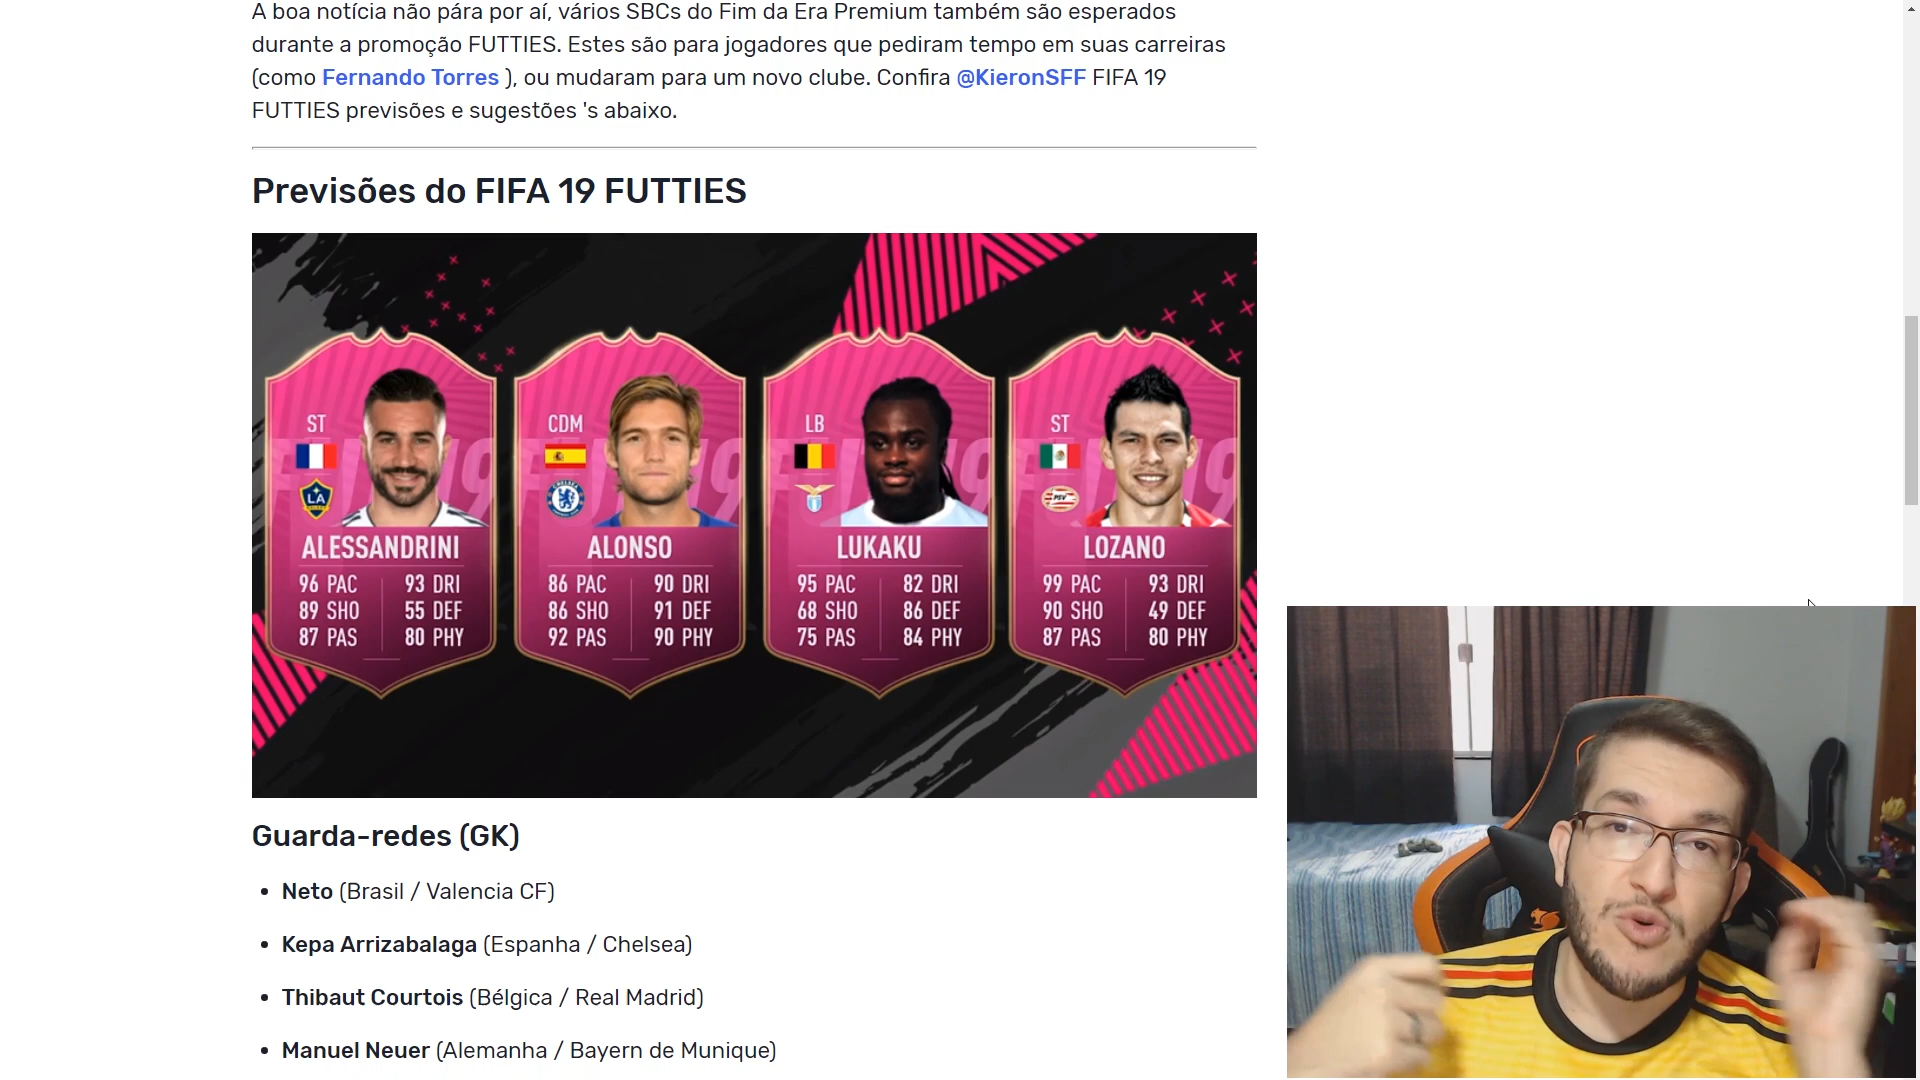 A boa notícia não pára por aí, vários SBCs do Fim da Era Premium também são esperados
durante a promoção FUTTIES. Estes são para jogadores que pediram tempo em suas carreiras
(como Fernando Torres ), ou mudaram para um novo clube. Confira @KieronSFF FIFA 19
FUTTIES previsões e sugestões 's abaixo.
Previsões do FIFA 19 FUTTIES
ST
LA
ALESSANDRINI
96 PAC 93 DRI
89 SHO 55 DEF
87 PAS 80 PHY
CDM
ALONSO
86 PAC 90 DRI
86 SHO 91 DEF
92 PAS 90 PHY
LB
LUKAKU
95 PAC 82 DRI
68 SHO 86 DEF
75 PAS 84 PHY
ST
PSV
LOZANO
99 PAC 93 DRI
90 SHO 49 DEF
87 PAS 80 PHY
Guarda-redes (GK)
• Neto (Brasil / Valencia CF)
• Kepa Arrizabalaga (Espanha / Chelsea)
• Thibaut Courtois (Bélgica / Real Madrid)
• Manuel Neuer (Alemanha / Bayern de Munique)